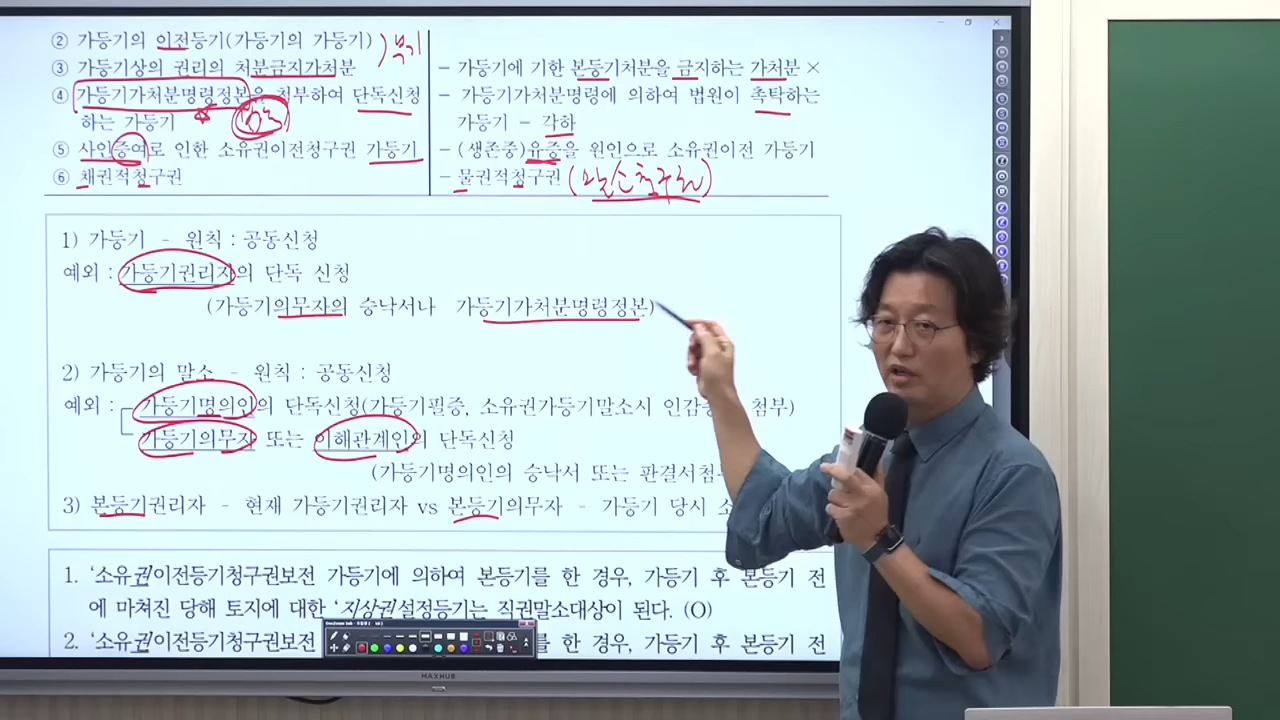 ② 가등기의 이전등기(가등기의 가등기) ) 부기
③ 가등기상의 권리의 처분금지가처분 - 가등기에 기한 본등기처분을 금지하는 가처분 ×
④ 가등기가처분명령정본을 첨부하여 단독신청 - 가등기가처분명령에 의하여 법원이 촉탁하는
하는 가등기 가등기 - 각하
⑤ 사인증여로 인한 소유권이전청구권 가등기 - (생존중)유증을 원인으로 소유권이전 가등기
⑥ 채권적청구권 - 물권적청구권 (말소청구권)
1) 가등기 - 원칙 : 공동신청
예외 : 가등기권리자의 단독 신청
(가등기의무자의 승낙서나 가등기가처분명령정본)
2) 가등기의 말소 - 원칙 : 공동신청
예외 : 가등기명의인의 단독신청(가등기필증, 소유권가등기말소시 인감 첨부)
가등기의무자 또는 이해관계인의 단독신청
(가등기명의인의 승낙서 또는 판결서첨
3) 본등기권리자 - 현재 가등기권리자 vs 본등기의무자 - 가등기 당시 소
1. '소유권'이전등기청구권보전 가등기에 의하여 본등기를 한 경우, 가등기 후 본등기 전
에 마쳐진 당해 토지에 대한 '지상권'설정등기는 직권말소대상이 된다. (O)
2. '소유권'이전등기청구권보전 를 한 경우, 가등기 후 본등기 전
MAXHUB